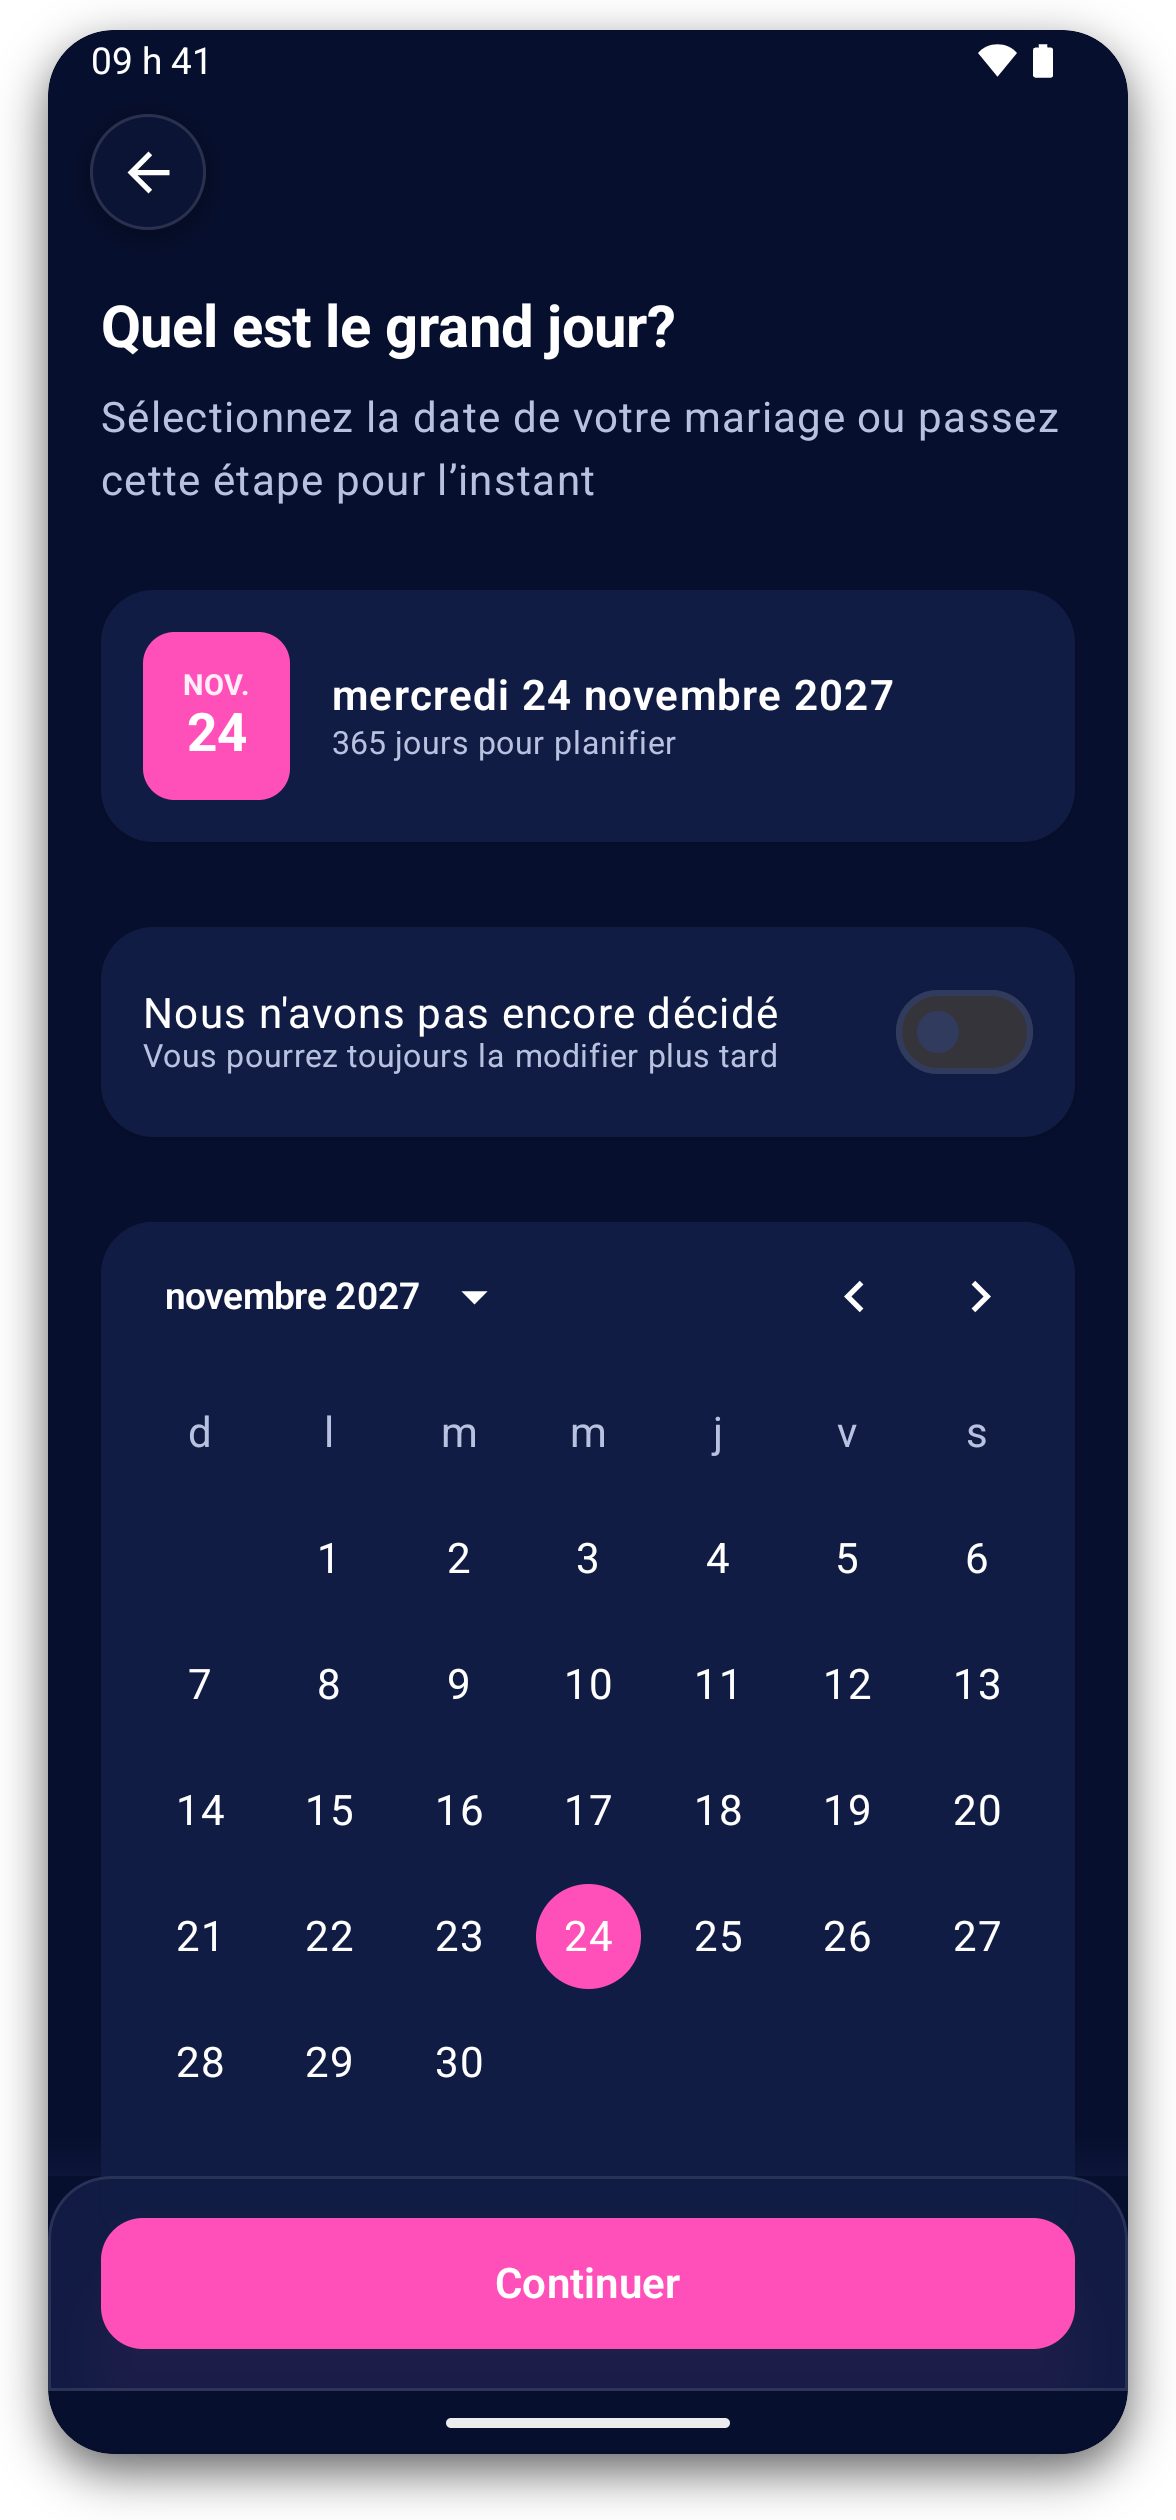 09 h 41
Quel est le grand jour?
Sélectionnez la date de votre mariage ou passez
cette étape pour l’instant
NOV.
24
mercredi 24 novembre 2027
365 jours pour planifier
Nous n'avons pas encore décidé
Vous pourrez toujours la modifier plus tard
novembre 2027
d l m m j v s
1 2 3 4 5 6
7 8 9 10 11 12 13
14 15 16 17 18 19 20
21 22 23 24 25 26 27
28 29 30
Continuer